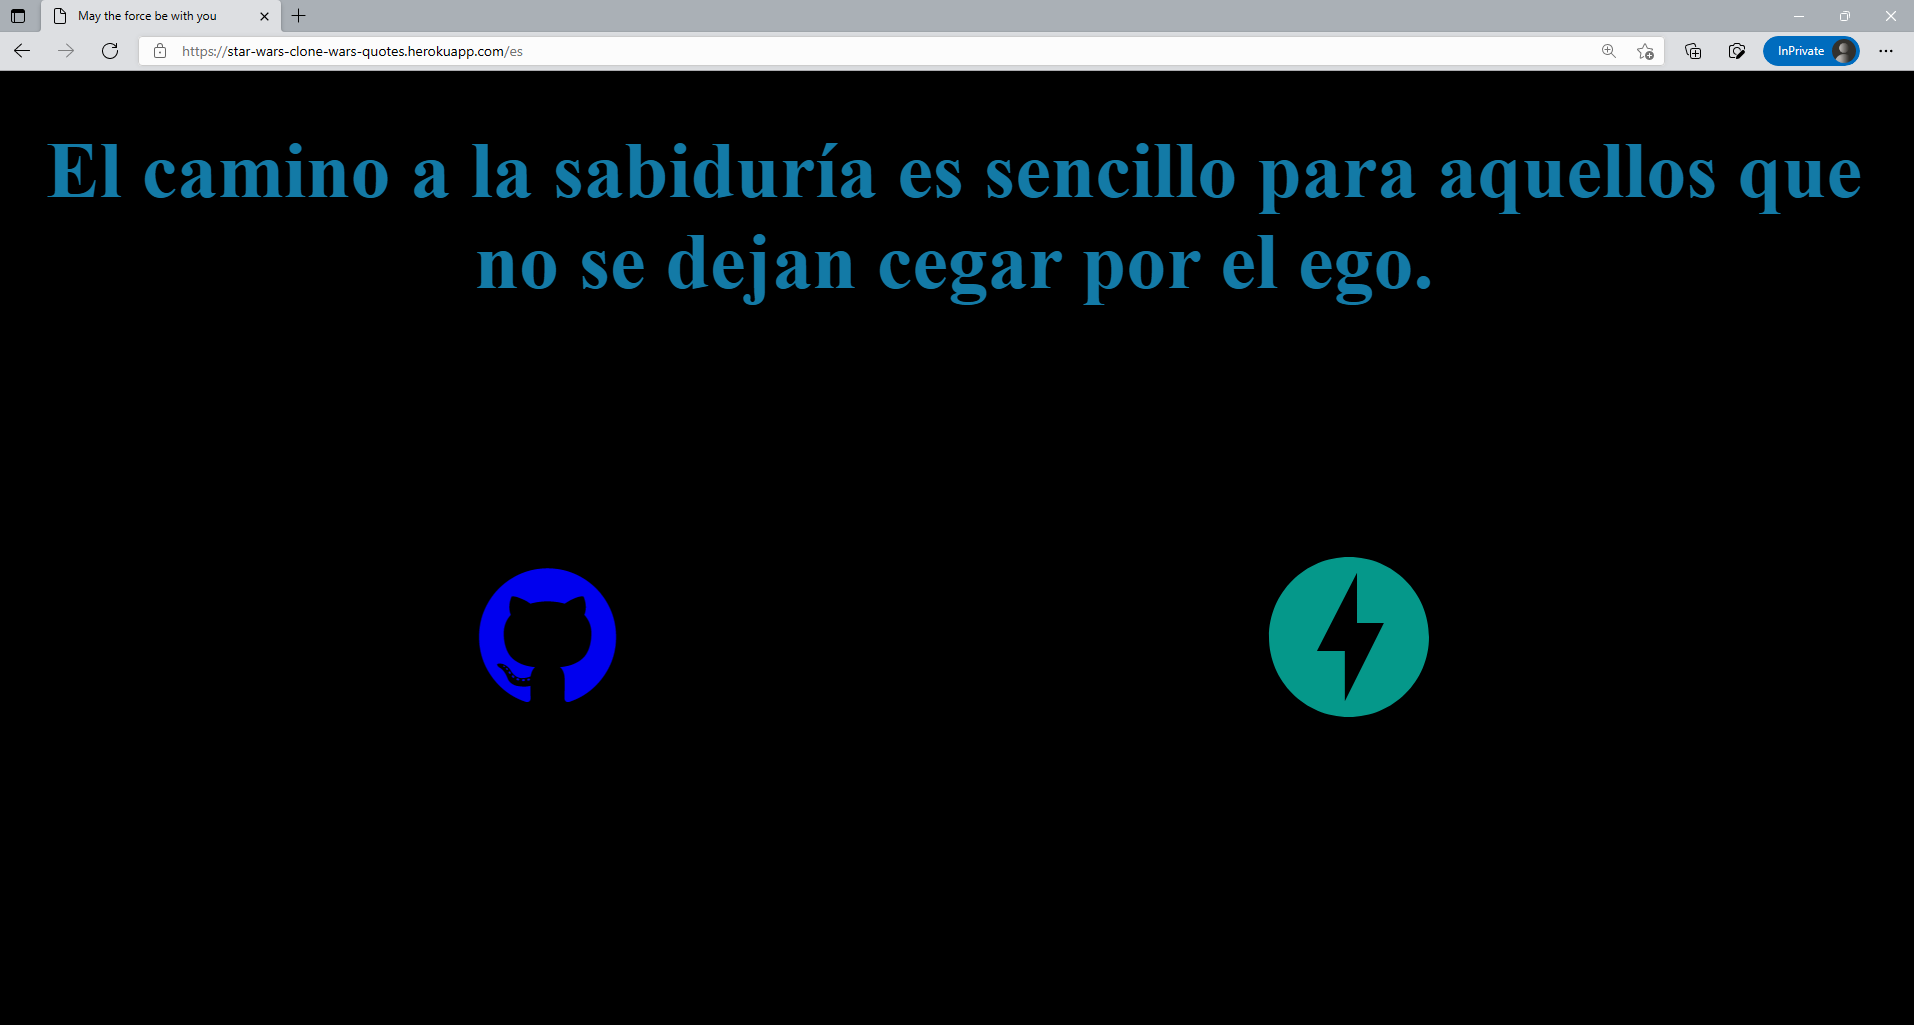 May the force be with you
https://star-wars-clone-wars-quotes.herokuapp.com/es
InPrivate
El camino a la sabiduría es sencillo para aquellos que
no se dejan cegar por el ego.